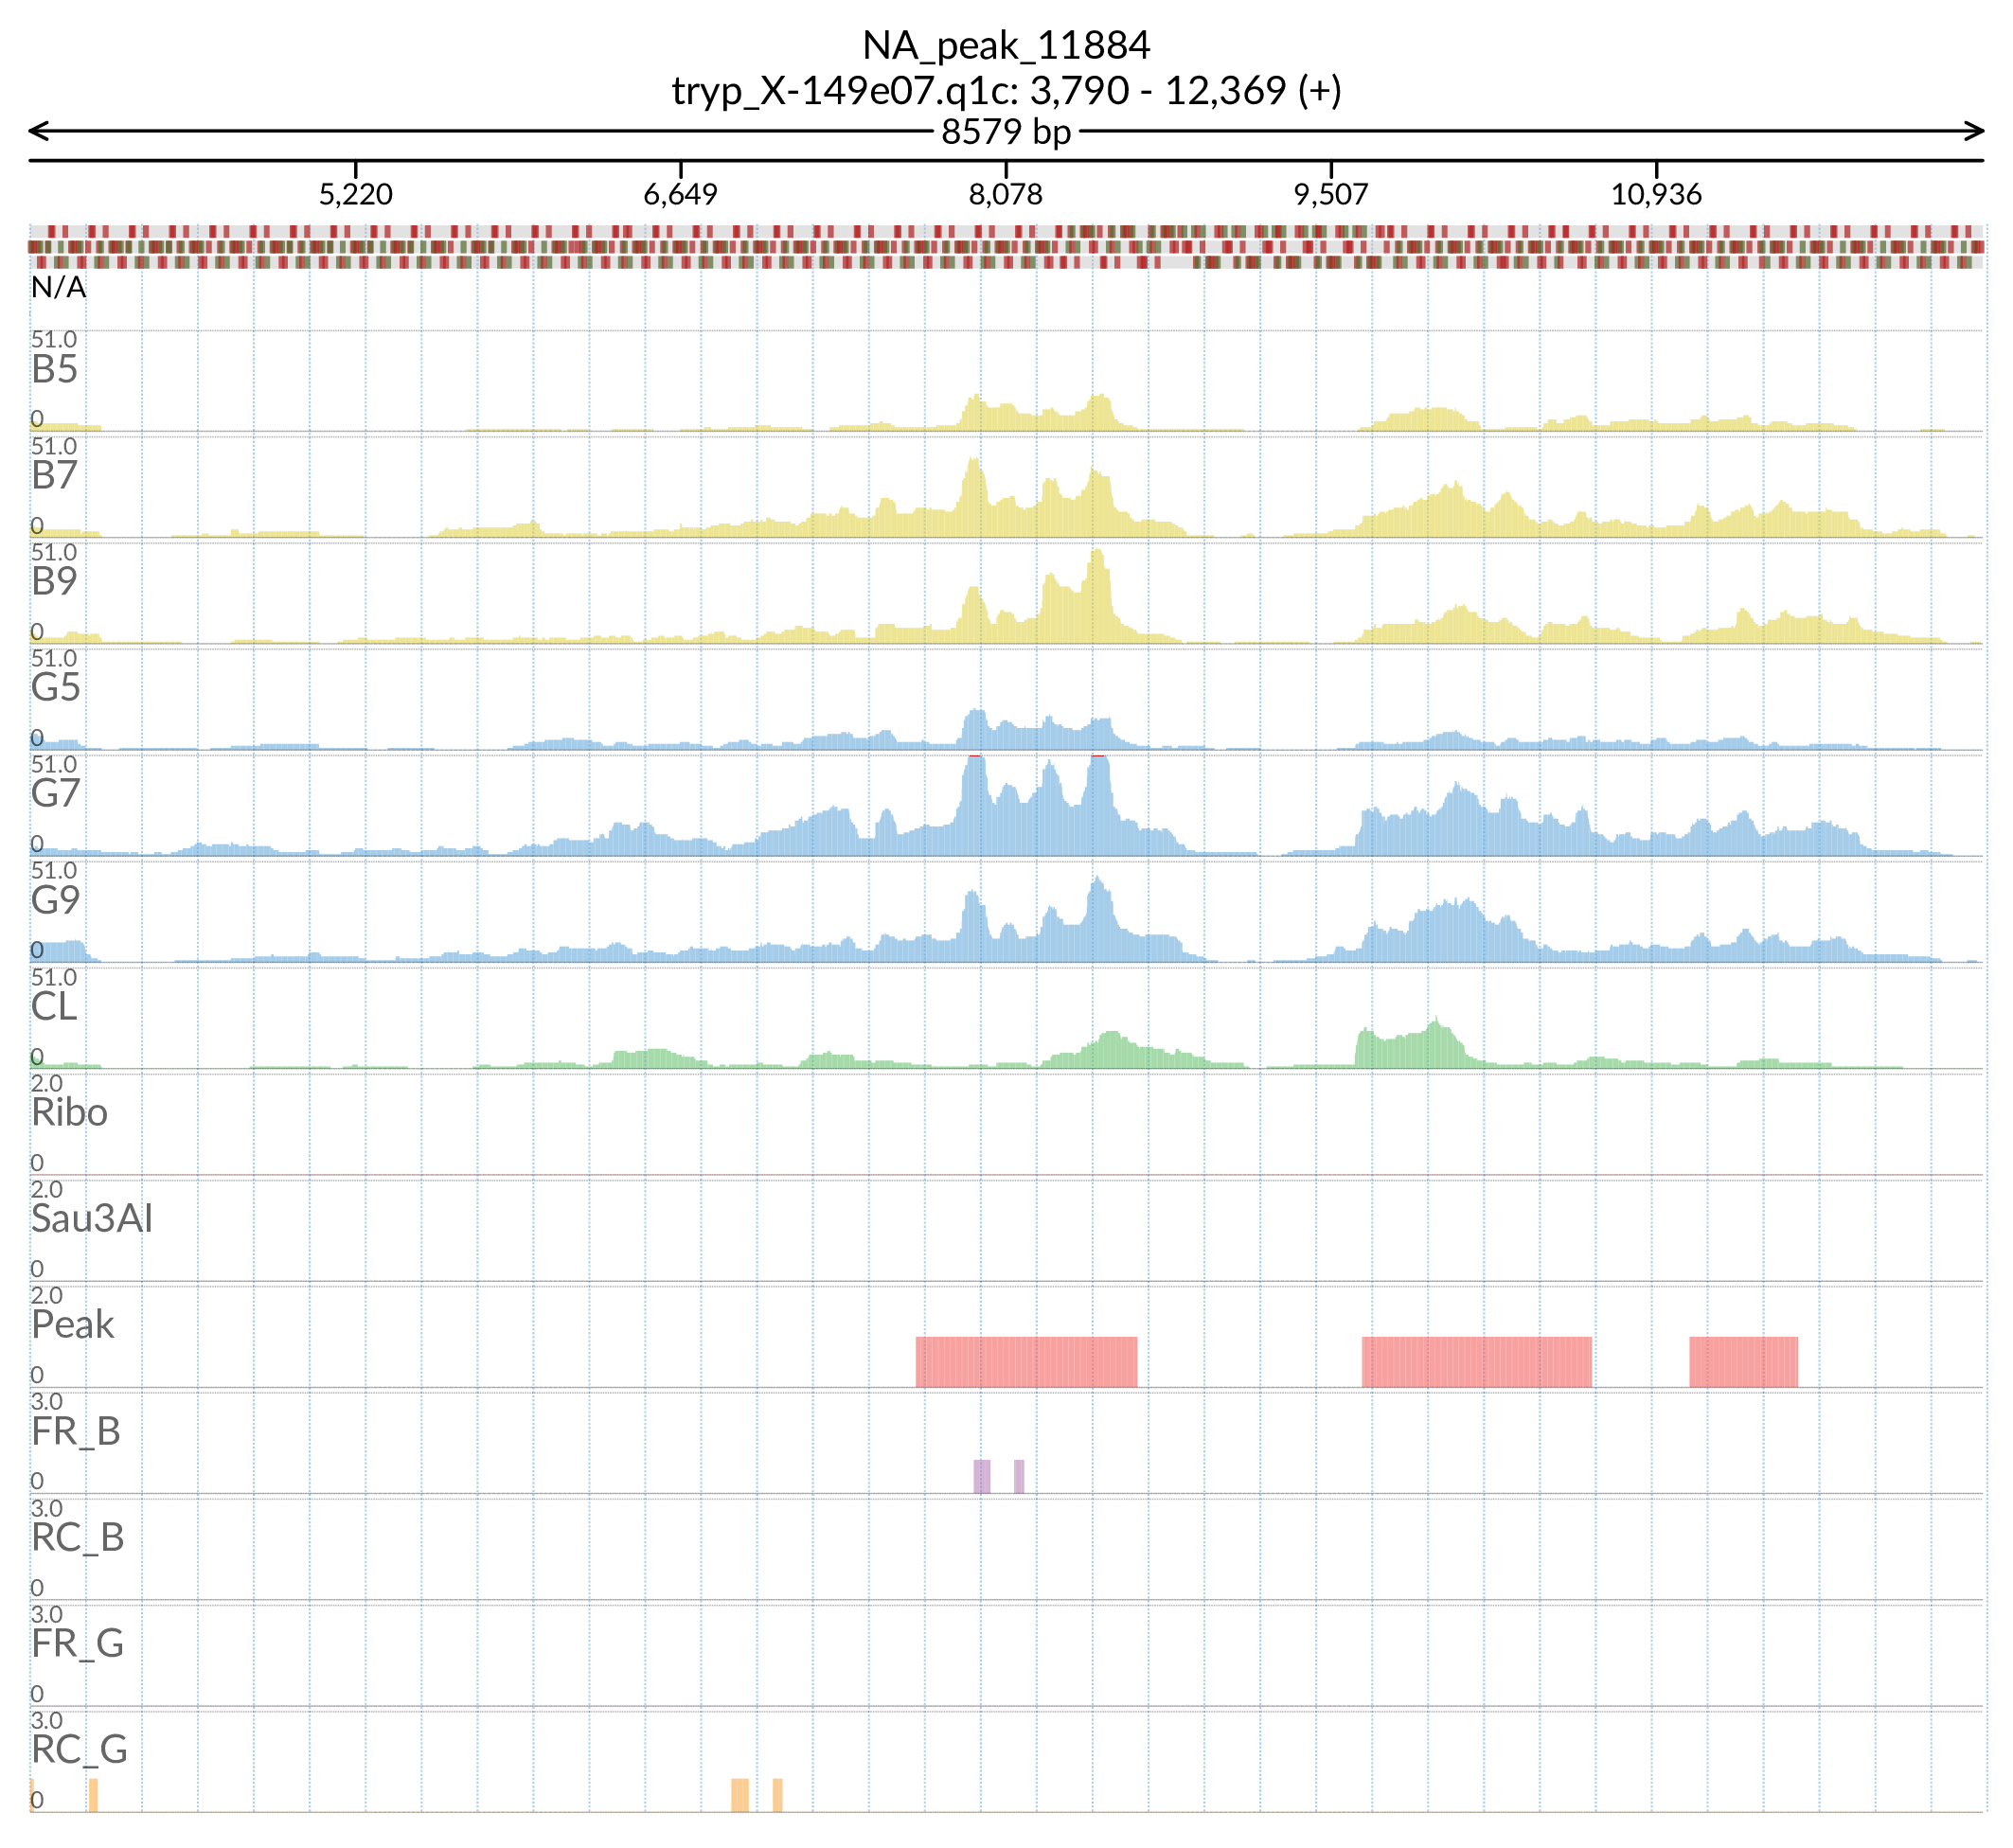 NA_peak_11884
tryp_X-149e07.q1c: 3,790 - 12,369 (+)
8579 bp
5,220 6,649 8,078 9,507 10,936
N/A
51.0
B5
0
51.0
B7
0
51.0
B9
0
51.0
G5
0
51.0
G7
0
51.0
G9
0
51.0
CL
0
2.0
Ribo
0
2.0
Sau3AI
0
2.0
Peak
0
3.0
FR_B
0
3.0
RC_B
0
3.0
FR_G
0
3.0
RC_G
0